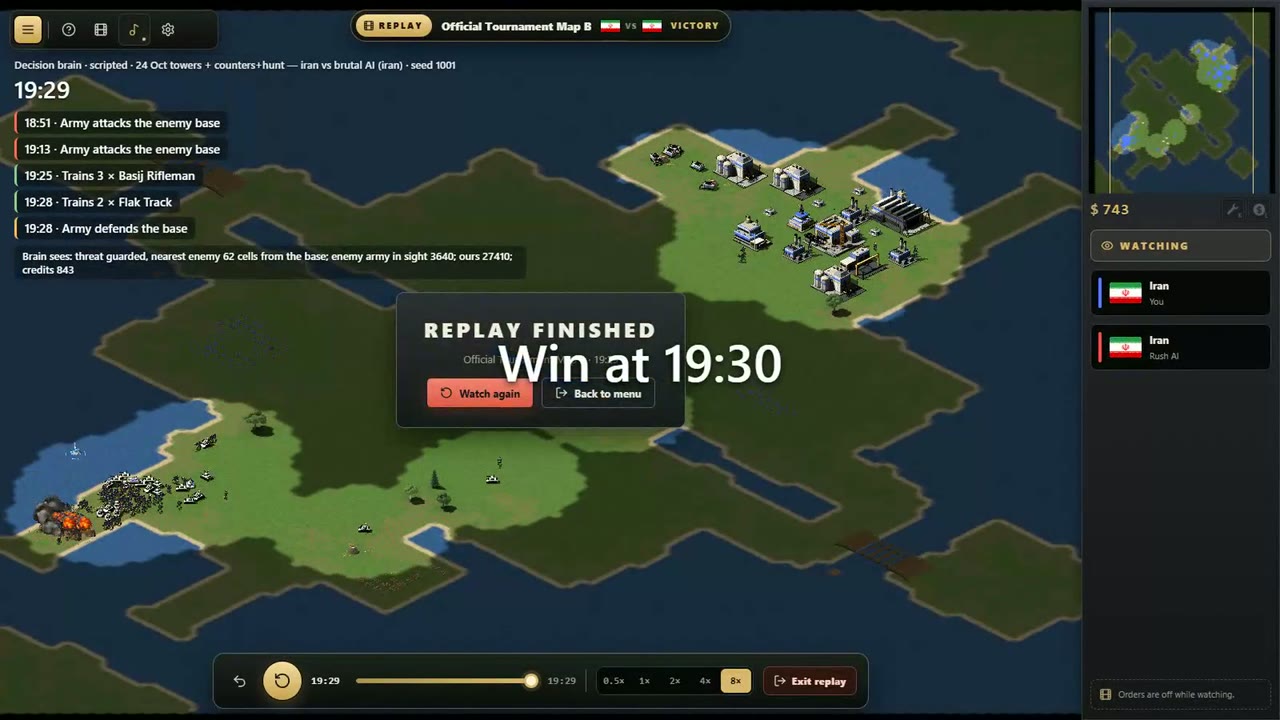 REPLAY Official Tournament Map B VS VICTORY
Decision brain · scripted · 24 Oct towers + counters+hunt — iran vs brutal AI (iran) · seed 1001
19:29
18:51 · Army attacks the enemy base
19:13 · Army attacks the enemy base
19:25 · Trains 3 × Basij Rifleman
19:28 · Trains 2 × Flak Track
19:28 · Army defends the base
Brain sees: threat guarded, nearest enemy 62 cells from the base; enemy army in sight 3640; ours 27410;
credits 843
REPLAY FINISHED
Official
Win at 19:30
Watch again
Back to menu
$ 743
WATCHING
Iran
You
Iran
Rush AI
19:29 19:29 0.5x 1x 2x 4x 8x Exit replay
Orders are off while watching.